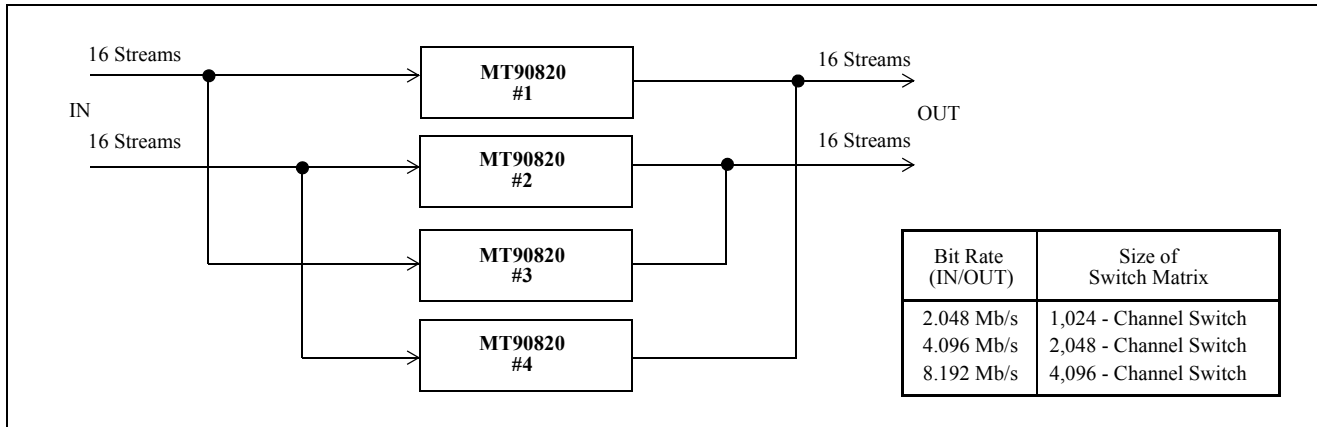 16 Streams
MT90820
#1
16 Streams
IN
OUT
16 Streams
MT90820
#2
16 Streams
MT90820
#3
MT90820
#4
Bit Rate
(IN/OUT)
Size of
Switch Matrix
2.048 Mb/s
1,024 - Channel Switch
4.096 Mb/s
2,048 - Channel Switch
8.192 Mb/s
4,096 - Channel Switch